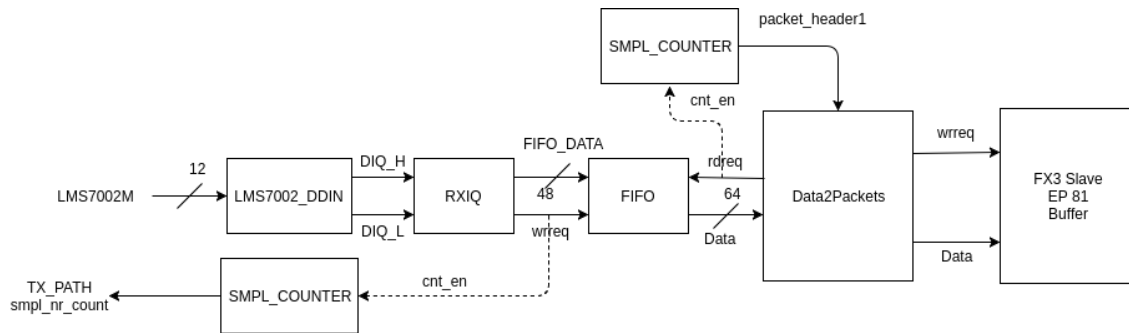 packet_header1
SMPL_COUNTER
cnt_en
wrreq
FIFO_DATA
DIQ_H
12
rdreq
LMS7002M
LMS7002_DDIN
RXIQ
48
FIFO
64
Data2Packets
FX3 Slave
EP 81
Buffer
DIQ_L
wrreq
Data
Data
cnt_en
TX_PATH
smpl_nr_count
SMPL_COUNTER